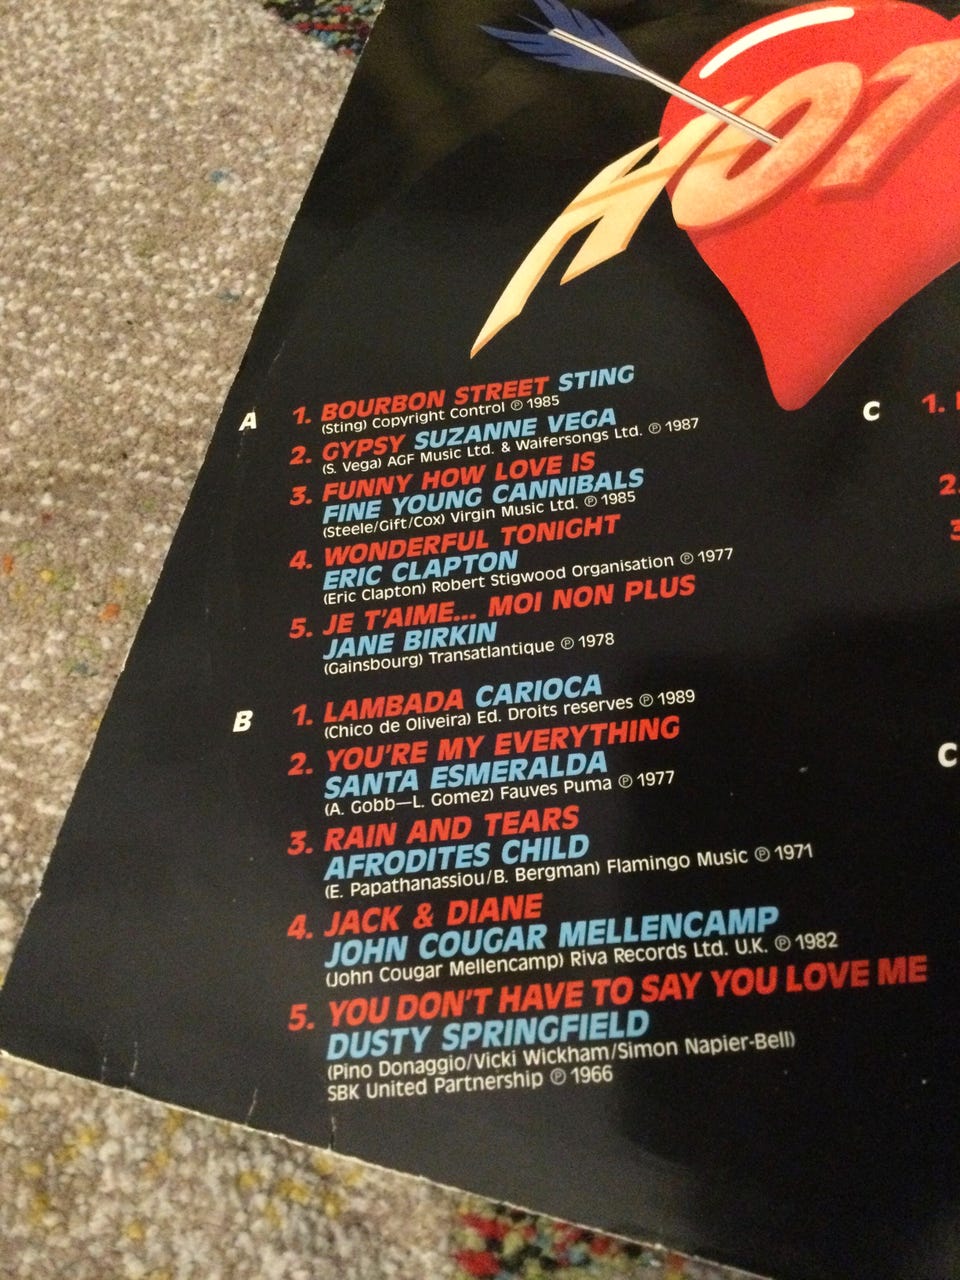 HOT
A
1. BOURBON STREET STING
(Sting) Copyright Control ℗ 1985
2. GYPSY SUZANNE VEGA
(S. Vega) AGF Music Ltd. & Waifersongs Ltd. ℗ 1987
3. FUNNY HOW LOVE IS
FINE YOUNG CANNIBALS
(Steele/Gift/Cox) Virgin Music Ltd. ℗ 1985
4. WONDERFUL TONIGHT
ERIC CLAPTON
(Eric Clapton) Robert Stigwood Organisation ℗ 1977
5. JE T'AIME... MOI NON PLUS
JANE BIRKIN
(Gainsbourg) Transatlantique ℗ 1978
B
1. LAMBADA CARIOCA
(Chico de Oliveira) Ed. Droits reserves ℗ 1989
2. YOU'RE MY EVERYTHING
SANTA ESMERALDA
(A. Gobb—L. Gomez) Fauves Puma ℗ 1977
3. RAIN AND TEARS
AFRODITES CHILD
(E. Papathanassiou/B. Bergman) Flamingo Music ℗ 1971
4. JACK & DIANE
JOHN COUGAR MELLENCAMP
(John Cougar Mellencamp) Riva Records Ltd. U.K. ℗ 1982
5. YOU DON'T HAVE TO SAY YOU LOVE ME
DUSTY SPRINGFIELD
(Pino Donaggio/Vicki Wickham/Simon Napier-Bell)
SBK United Partnership ℗ 1966
C
1.
2.
3